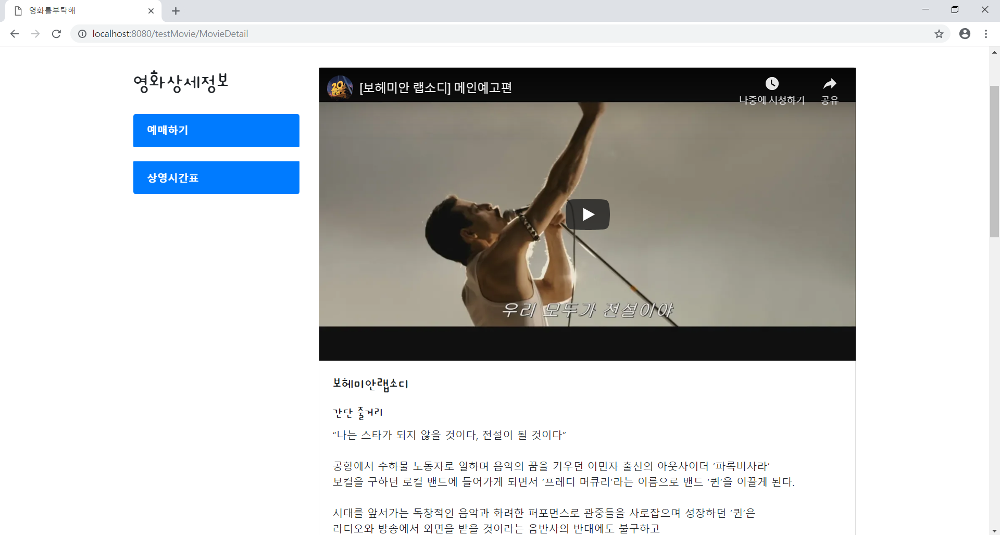 영화를부탁해
localhost:8080/testMovie/MovieDetail
영화상세정보
예매하기
상영시간표
20
[보헤미안 랩소디] 메인예고편
나중에 시청하기
공유
우리 모두가 전설이야
보헤미안랩소디
간단 줄거리
“나는 스타가 되지 않을 것이다, 전설이 될 것이다”
공항에서 수하물 노동자로 일하며 음악의 꿈을 키우던 이민자 출신의 아웃사이더 ‘파록버사라’
보컬을 구하던 로컬 밴드에 들어가게 되면서 ‘프레디 머큐리’라는 이름으로 밴드 ‘퀸’을 이끌게 된다.
시대를 앞서가는 독창적인 음악과 화려한 퍼포먼스로 관중들을 사로잡으며 성장하던 ‘퀸’은
라디오와 방송에서 외면을 받을 것이라는 음반사의 반대에도 불구하고